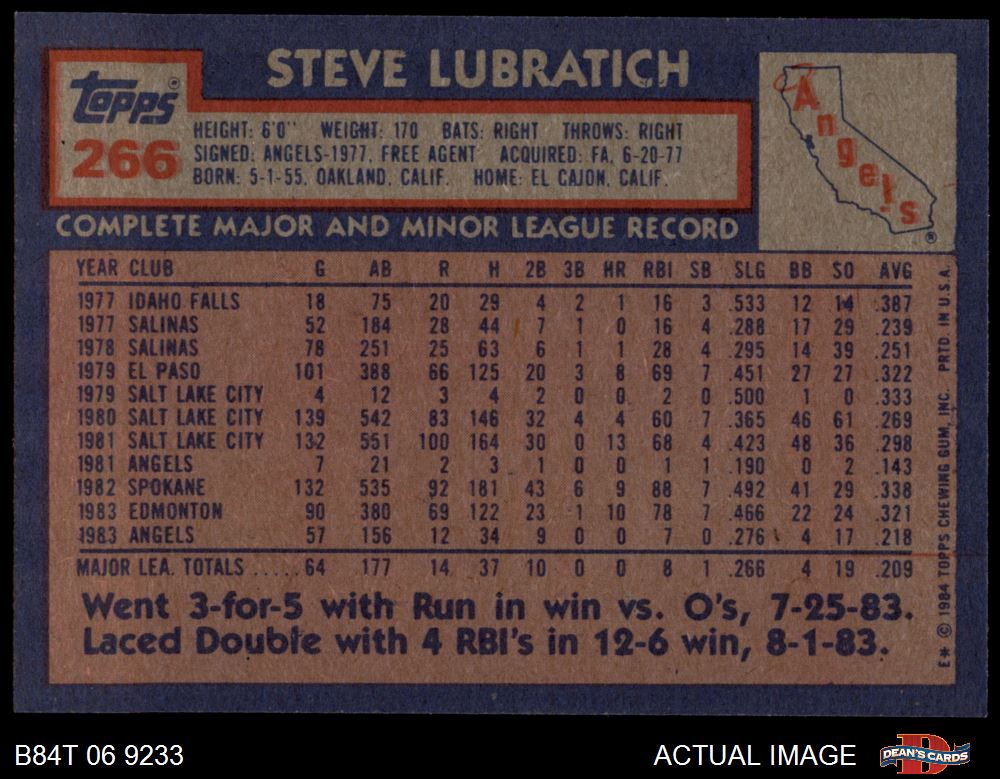 STEVE LUBRATICH
Topps
266
HEIGHT: 6'0" WEIGHT: 170 BATS: RIGHT THROWS: RIGHT
SIGNED: ANGELS-1977, FREE AGENT ACQUIRED: FA, 6-20-77
BORN: 5-1-55, OAKLAND, CALIF. HOME: EL CAJON, CALIF.
Angels
®
COMPLETE MAJOR AND MINOR LEAGUE RECORD
YEAR CLUB G AB R H 2B 3B HR RBI SB SLG BB SO AVG
1977 IDAHO FALLS 18 75 20 29 4 2 1 16 3 .533 12 14 .387
1977 SALINAS 52 184 28 44 7 1 0 16 4 .288 17 29 .239
1978 SALINAS 78 251 25 63 6 1 1 28 4 .295 14 39 .251
1979 EL PASO 101 388 66 125 20 3 8 69 7 .451 27 27 .322
1979 SALT LAKE CITY 4 12 3 4 2 0 0 2 0 .500 1 0 .333
1980 SALT LAKE CITY 139 542 83 146 32 4 4 60 7 .365 46 61 .269
1981 SALT LAKE CITY 132 551 100 164 30 0 13 68 4 .423 48 36 .298
1981 ANGELS 7 21 2 3 1 0 0 1 1 .190 0 2 .143
1982 SPOKANE 132 535 92 181 43 6 9 88 7 .492 41 29 .338
1983 EDMONTON 90 380 69 122 23 1 10 78 7 .466 22 24 .321
1983 ANGELS 57 156 12 34 9 0 0 7 0 .276 4 17 .218
MAJOR LEA. TOTALS ..... 64 177 14 37 10 0 0 8 1 .266 4 19 .209
Went 3-for-5 with Run in win vs. O's, 7-25-83.
Laced Double with 4 RBI's in 12-6 win, 8-1-83.
E* © 1984 TOPPS CHEWING GUM, INC. PRTD. IN U.S.A.
B84T 06 9233
ACTUAL IMAGE
DEAN'S CARDS